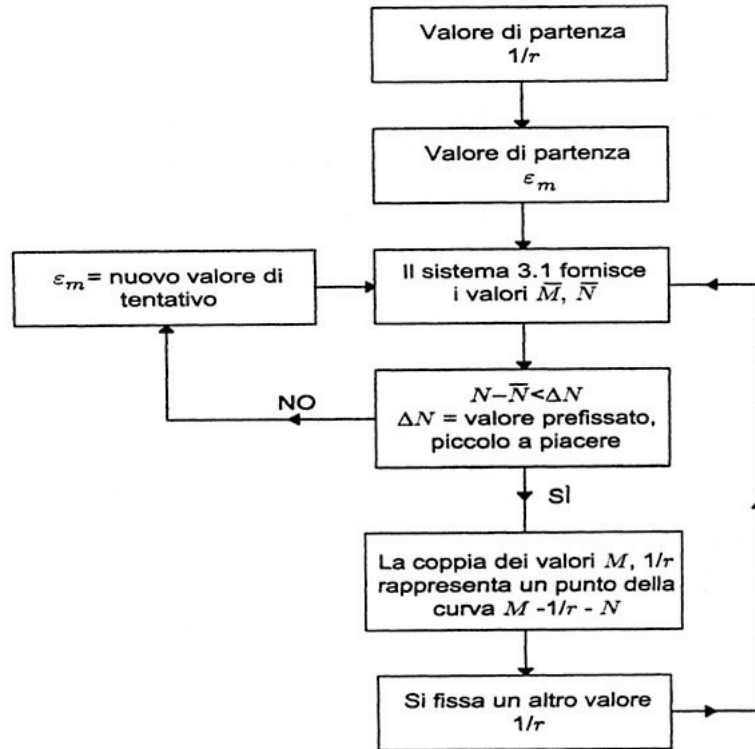 Valore di partenza
1/r
Valore di partenza
ε_m
Il sistema 3.1 fornisce
i valori M̅, N̅
ε_m = nuovo valore di
tentativo
N−N̅<ΔN
ΔN = valore prefissato,
piccolo a piacere
NO
SÌ
La coppia dei valori M, 1/r
rappresenta un punto della
curva M -1/r - N
Si fissa un altro valore
1/r